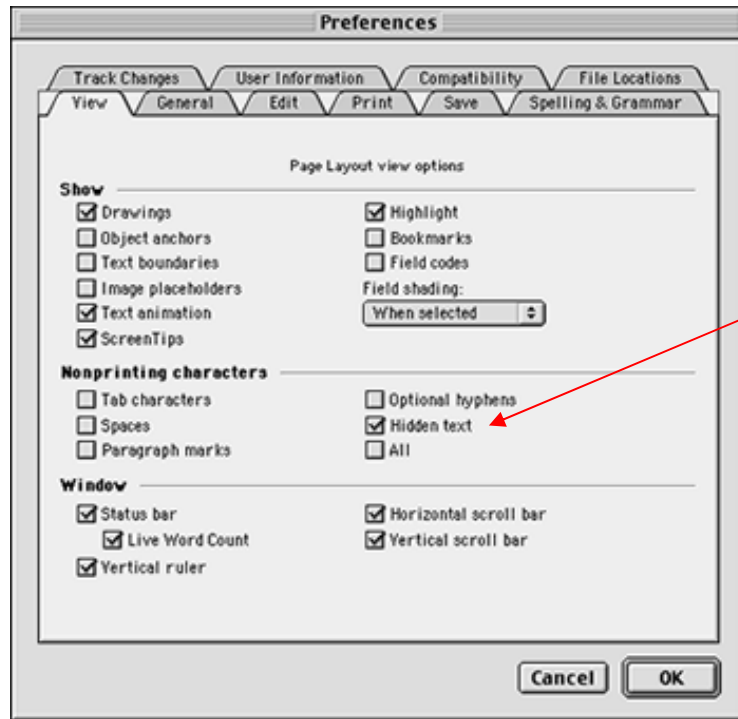 Preferences
Track Changes User Information Compatibility File Locations
View General Edit Print Save Spelling & Grammar
Page Layout view options
Show
Drawings Highlight
Object anchors Bookmarks
Text boundaries Field codes
Image placeholders Field shading:
Text animation When selected
ScreenTips
Nonprinting characters
Tab characters Optional hyphens
Spaces Hidden text
Paragraph marks All
Window
Status bar Horizontal scroll bar
Live Word Count Vertical scroll bar
Vertical ruler
Cancel OK